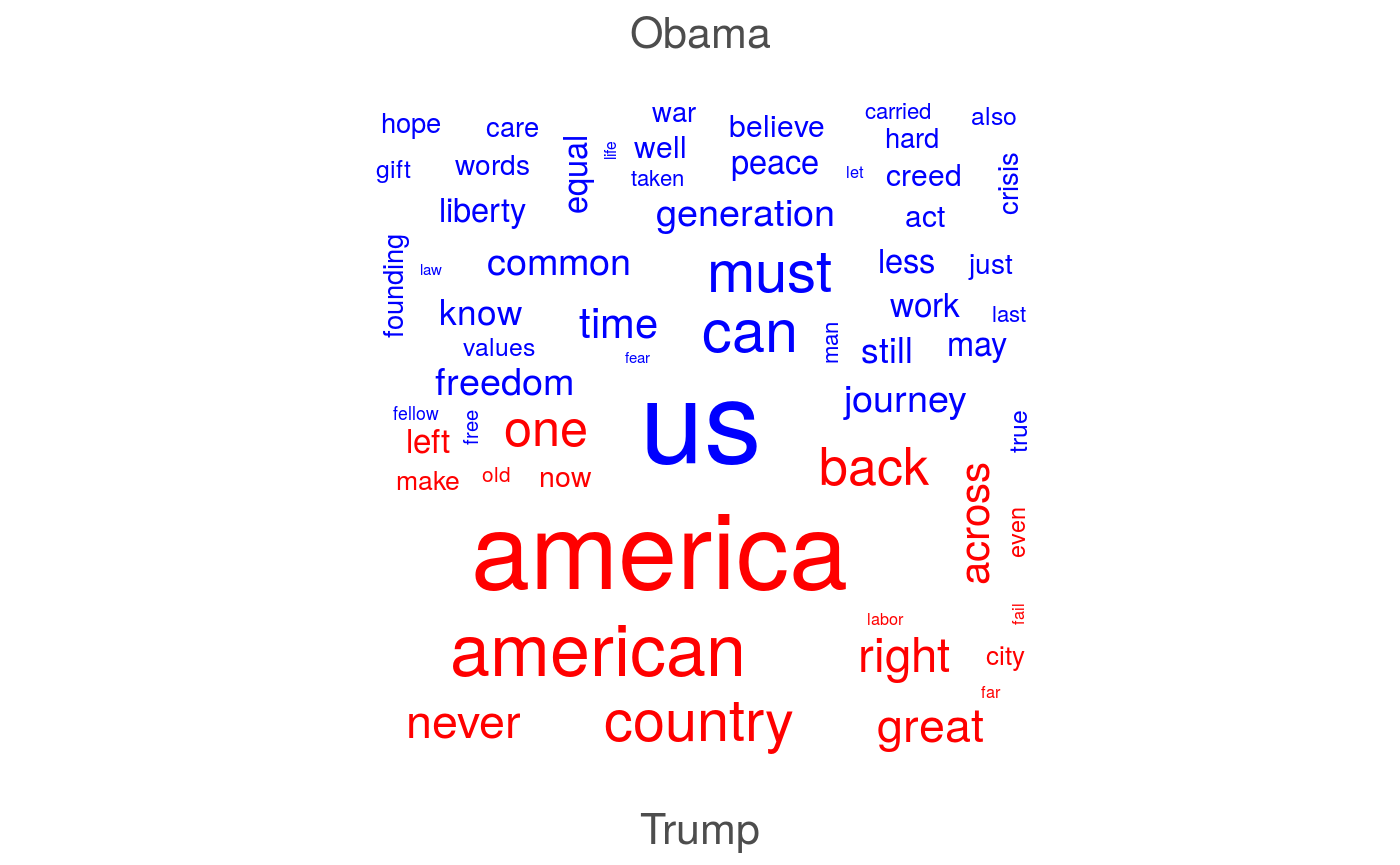 Obama
hope care war believe carried also
hard
gift words equal life well peace let creed crisis
taken
liberty generation act
founding law common must less just
know time can man work last
values fear still may
freedom us journey
fellow free true
left one back
make old now across even
america
labor fail
american right city
far
never country great
Trump